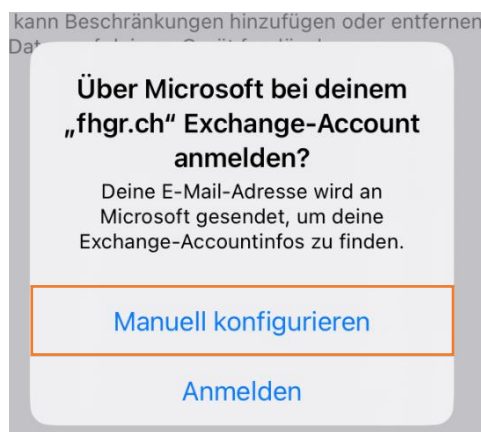 kann Beschränkungen hinzufügen oder entfernen
Über Microsoft bei deinem
„fhgr.ch“ Exchange-Account
anmelden?
Deine E-Mail-Adresse wird an
Microsoft gesendet, um deine
Exchange-Accountinfos zu finden.
Manuell konfigurieren
Anmelden